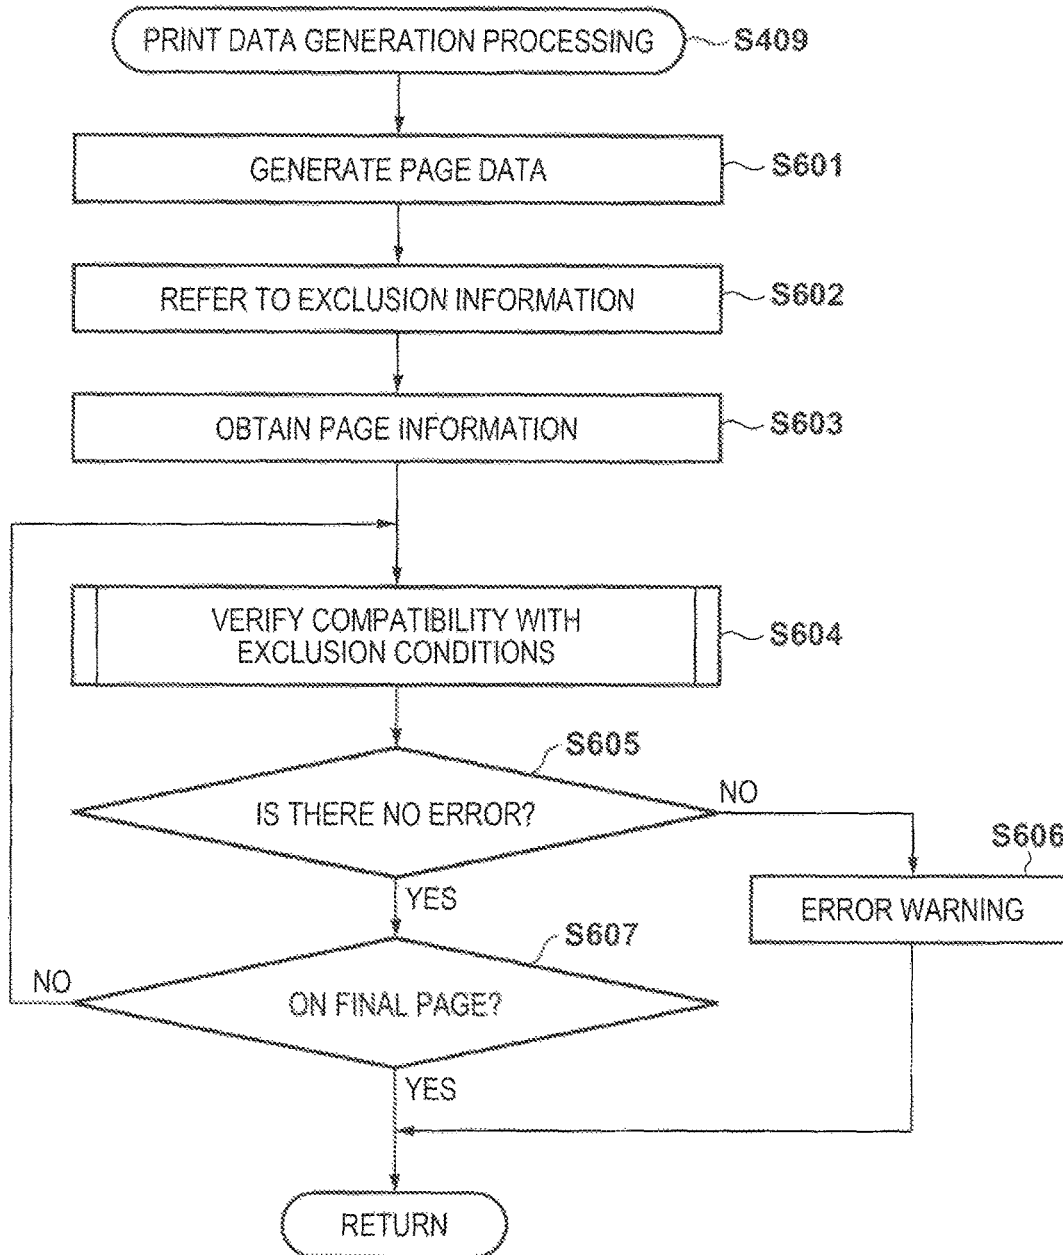 PRINT DATA GENERATION PROCESSING
S409
GENERATE PAGE DATA
S601
REFER TO EXCLUSION INFORMATION
S602
OBTAIN PAGE INFORMATION
S603
VERIFY COMPATIBILITY WITH
EXCLUSION CONDITIONS
S604
S605
IS THERE NO ERROR?
NO
YES
S606
ERROR WARNING
S607
ON FINAL PAGE?
NO
YES
RETURN